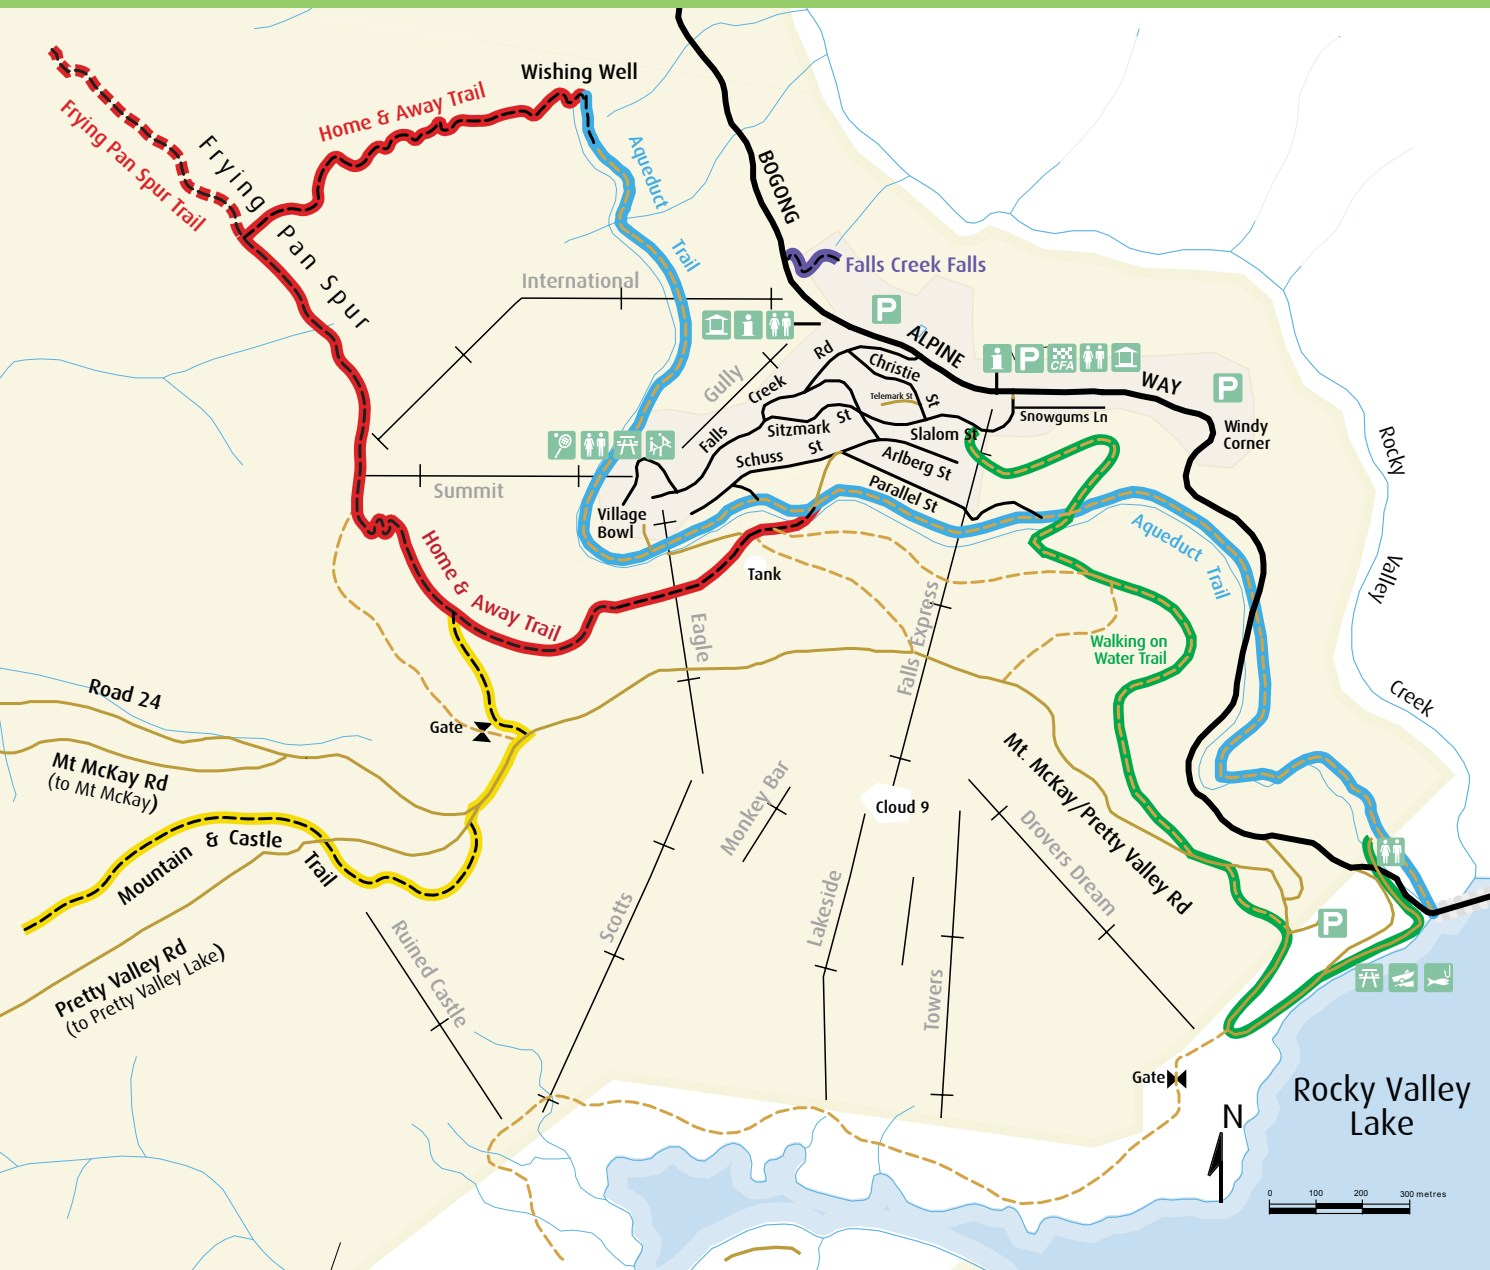 Wishing Well
Home & Away Trail
Frying Pan Spur Trail
Frying Pan Spur
Aqueduct Trail
BOGONG
Falls Creek Falls
International
P
ALPINE
i
i
P
CFA
WAY
P
Gully
Falls Creek Rd
Christie St
Telemark St
Sitzmark St
Slalom St
Snowgums Ln
Windy
Corner
Schuss St
Arlberg St
Parallel St
Summit
Village
Bowl
Aqueduct Trail
Rocky Valley Creek
Home & Away Trail
Tank
Eagle
Falls Express
Walking on
Water Trail
Road 24
Gate
Mt McKay Rd
(to Mt McKay)
Mt. McKay/Pretty Valley Rd
Monkey Bar
Cloud 9
Drovers Dream
Mountain & Castle Trail
Lakeside
Scotts
Ruined Castle
Towers
P
Pretty Valley Rd
(to Pretty Valley Lake)
Gate
Rocky Valley
Lake
N
0 100 200 300 metres